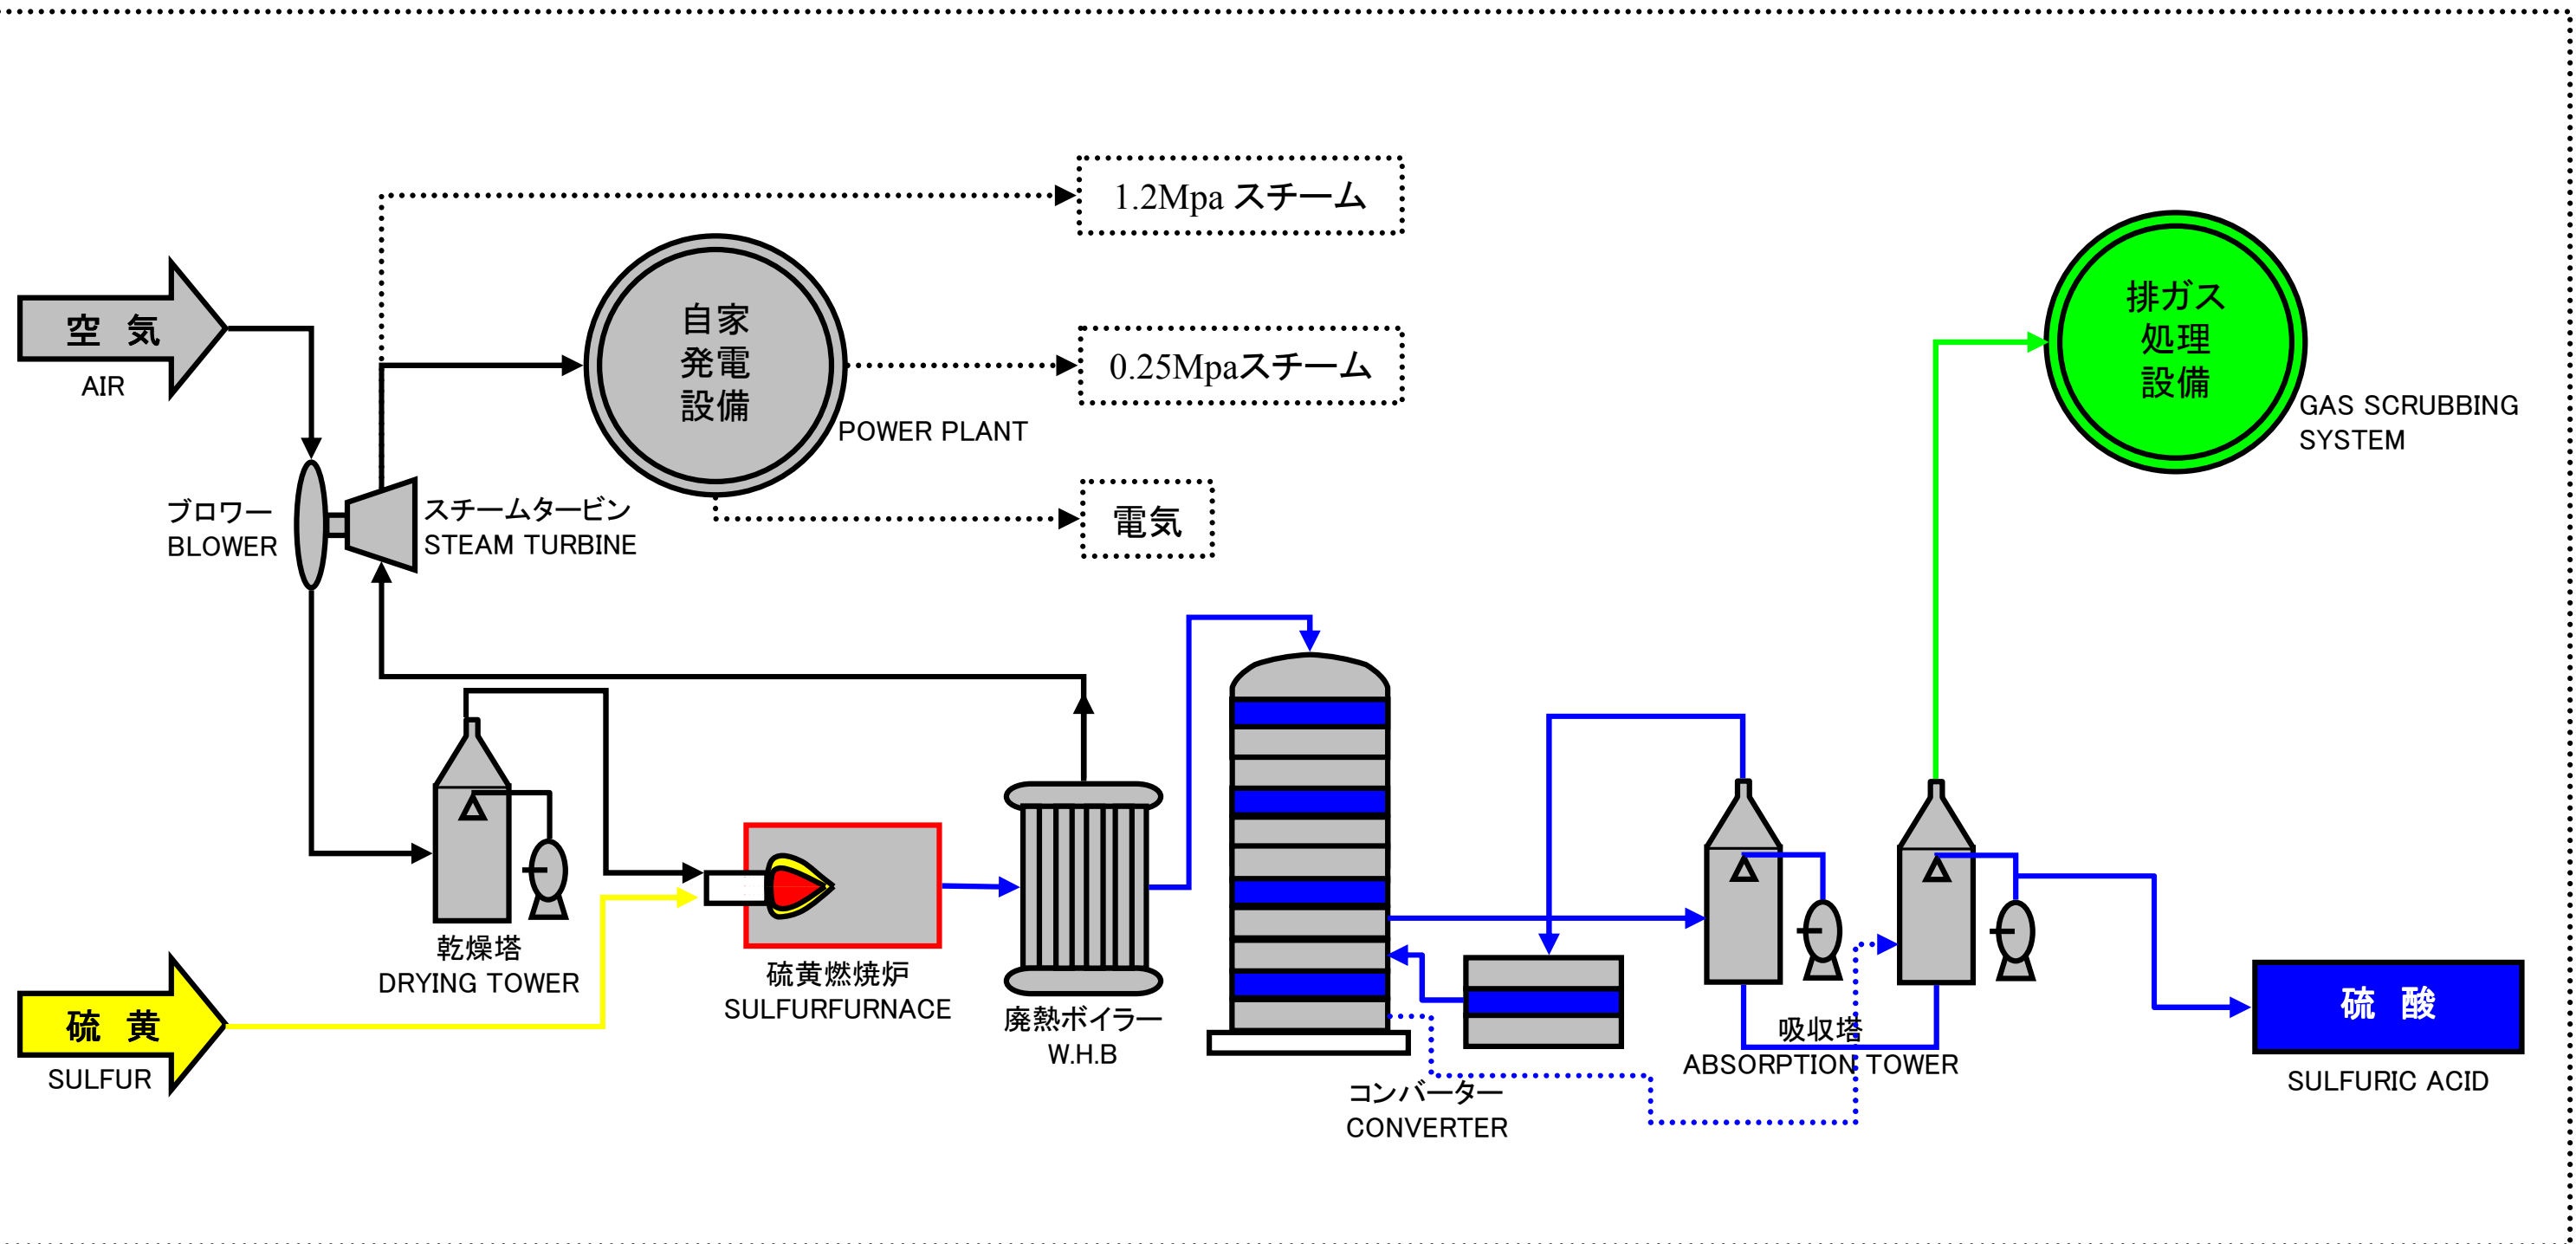 1.2Mpa スチーム
空 気
AIR
自家
発電
設備
POWER PLANT
0.25Mpaスチーム
排ガス
処理
設備
GAS SCRUBBING
SYSTEM
ブロワー
BLOWER
スチームタービン
STEAM TURBINE
電気
乾燥塔
DRYING TOWER
硫黄燃焼炉
SULFURFURNACE
廃熱ボイラー
W.H.B
硫 黄
SULFUR
コンバーター
CONVERTER
吸収塔
ABSORPTION TOWER
硫 酸
SULFURIC ACID